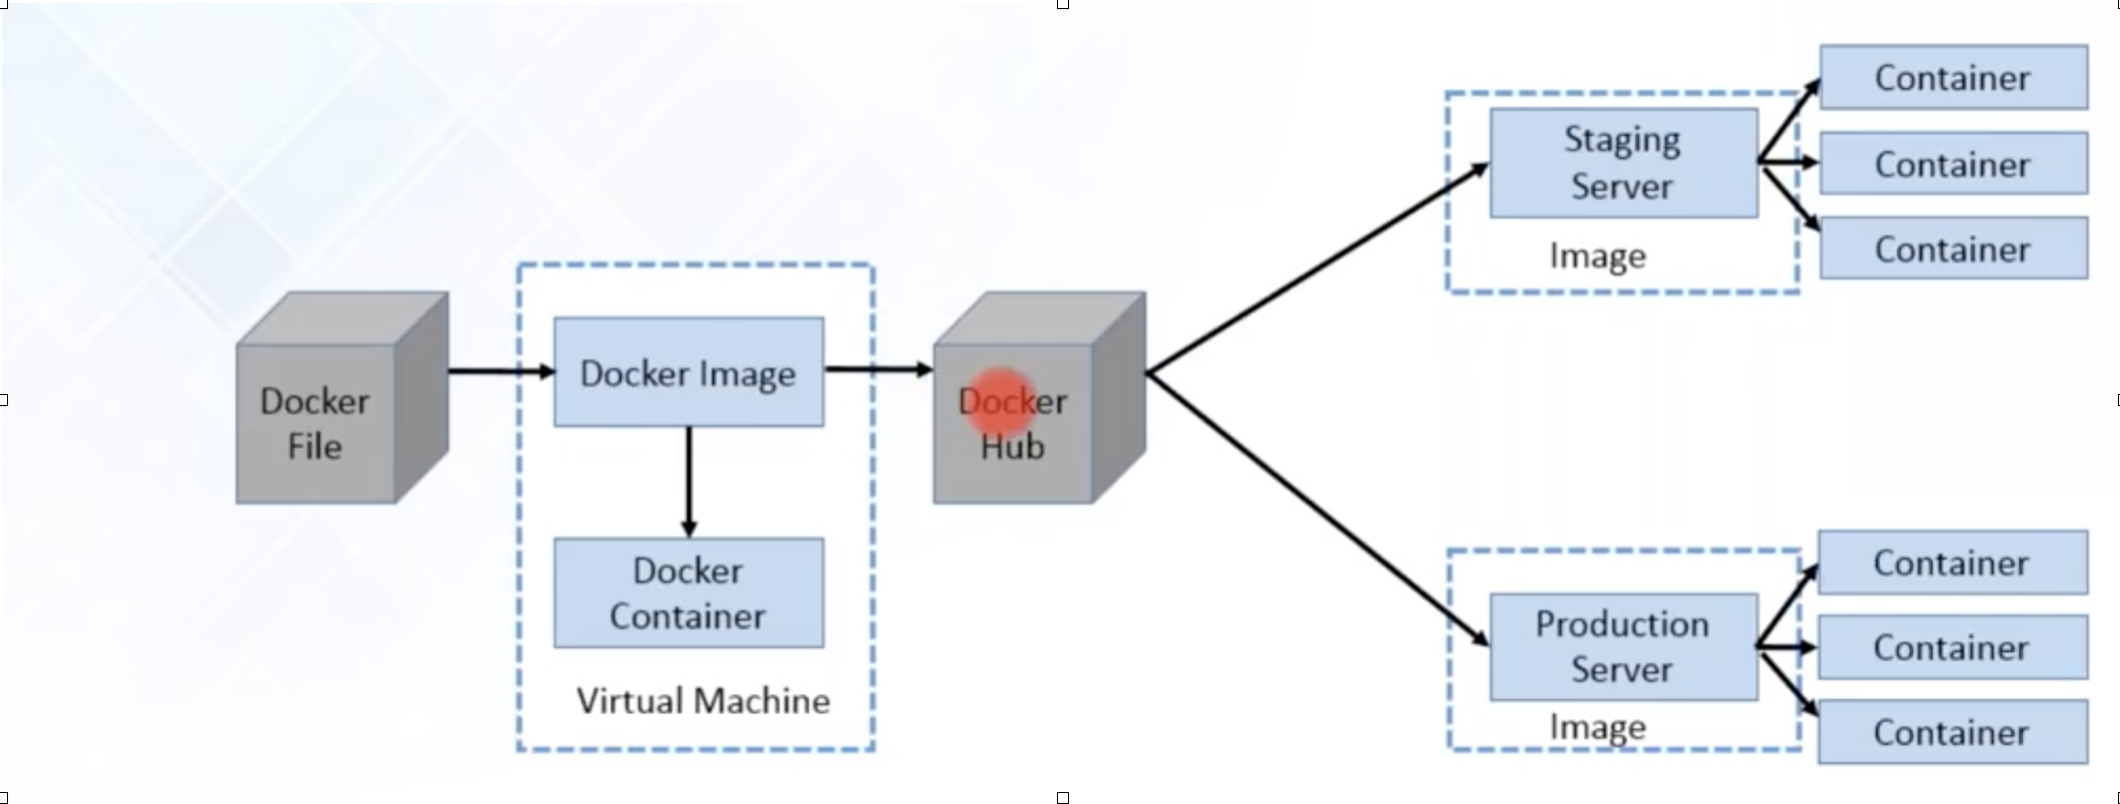 Docker
File
Docker Image
Docker
Container
Virtual Machine
Docker
Hub
Staging
Server
Image
Container
Container
Container
Production
Server
Image
Container
Container
Container